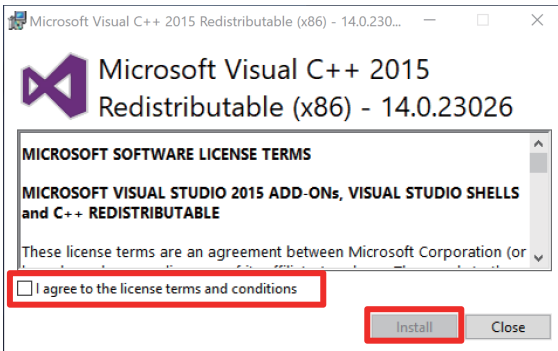 Microsoft Visual C++ 2015 Redistributable (x86) - 14.0.230...
Microsoft Visual C++ 2015
Redistributable (x86) - 14.0.23026
MICROSOFT SOFTWARE LICENSE TERMS
MICROSOFT VISUAL STUDIO 2015 ADD-ONs, VISUAL STUDIO SHELLS
and C++ REDISTRIBUTABLE
These license terms are an agreement between Microsoft Corporation (or
I agree to the license terms and conditions
Install Close